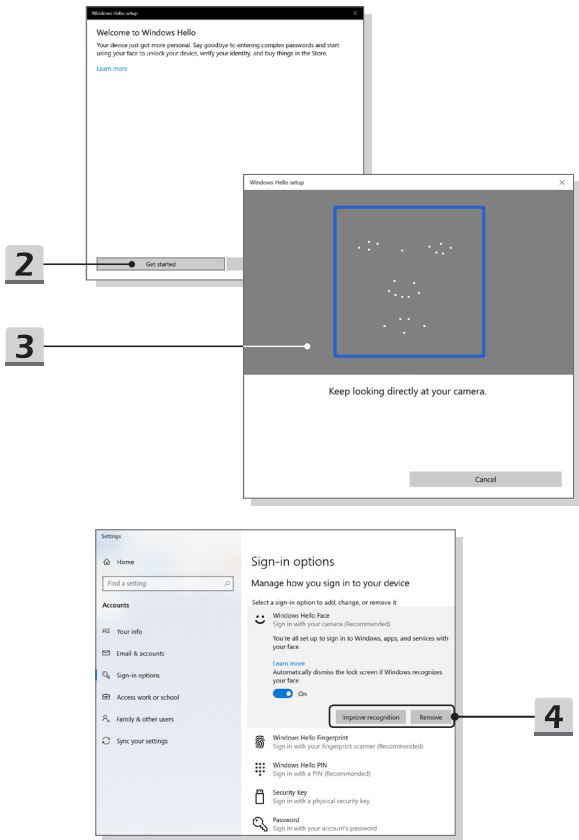 Windows Hello setup
Welcome to Windows Hello
Your device just got more personal. Say goodbye to entering complex passwords and start
using your face to unlock your device, verify your identity, and buy things in the Store.
Learn more
2
Get started
Windows Hello setup
3
Keep looking directly at your camera.
Cancel
Settings
Home
Find a setting
Accounts
Your info
Email & accounts
Sign-in options
Access work or school
Family & other users
Sync your settings
Sign-in options
Manage how you sign in to your device
Select a sign-in option to add, change, or remove it.
Windows Hello Face
Sign in with your camera (Recommended)
You're all set up to sign in to Windows, apps, and services with
your face.
Learn more
Automatically dismiss the lock screen if Windows recognizes
your face.
On
Improve recognition Remove
4
Windows Hello Fingerprint
Sign in with your fingerprint scanner (Recommended)
Windows Hello PIN
Sign in with a PIN (Recommended)
Security Key
Sign in with a physical security key
Password
Sign in with your account's password